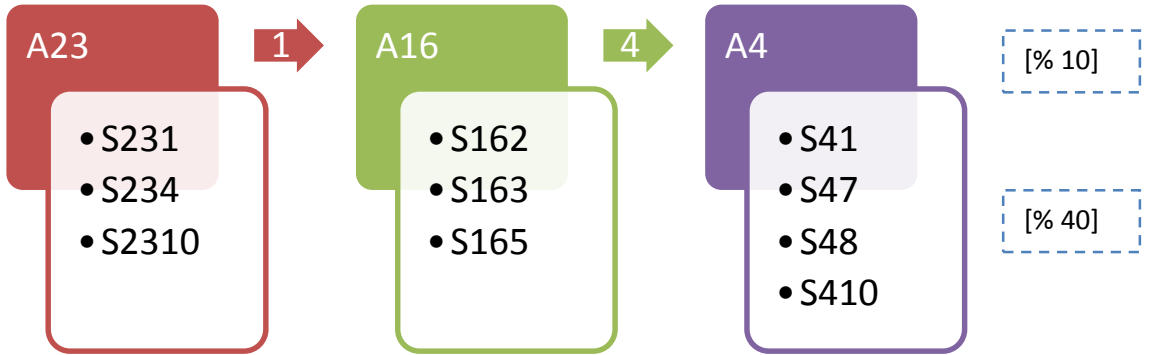 A23
1
A16
4
A4
[% 10]
• S231
• S234
• S2310
• S162
• S163
• S165
• S41
• S47
• S48
• S410
[% 40]